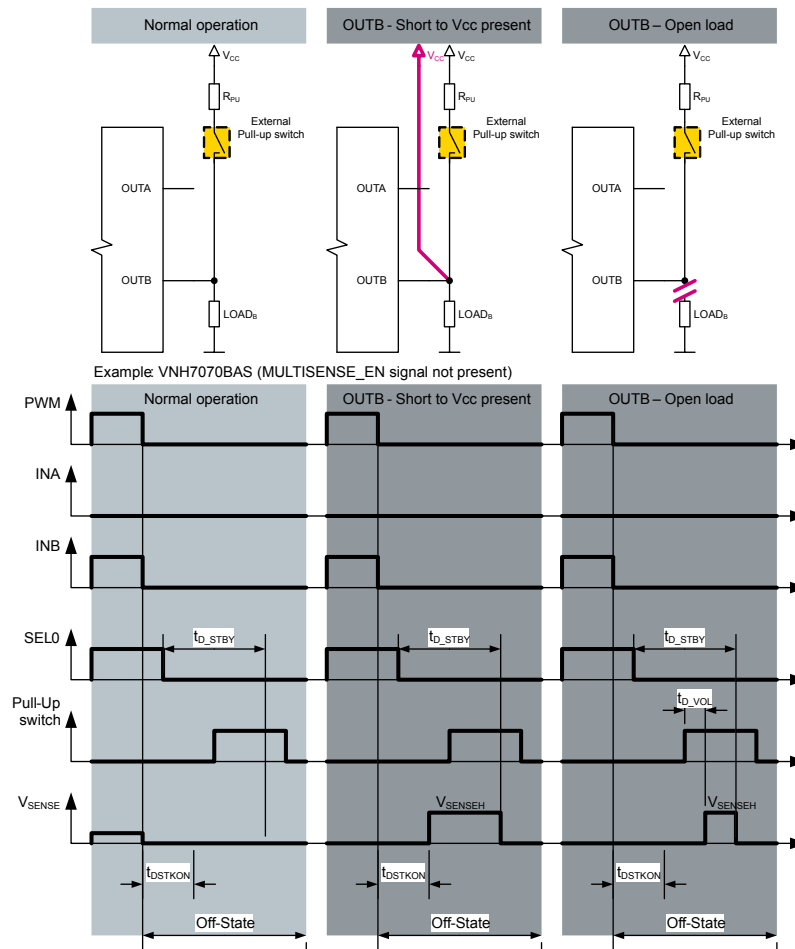 Normal operation
OUTB - Short to Vcc present
OUTB – Open load
VCC
VCC
VCC
VCC
RPU
RPU
RPU
External
Pull-up switch
External
Pull-up switch
External
Pull-up switch
OUTA
OUTA
OUTA
OUTB
OUTB
OUTB
LOADB
LOADB
LOADB
Example: VNH7070BAS (MULTISENSE_EN signal not present)
Normal operation
OUTB - Short to Vcc present
OUTB – Open load
PWM
INA
INB
SEL0
tD_STBY
tD_STBY
tD_STBY
Pull-Up
switch
tD_VOL
VSENSE
VSENSEH
VSENSEH
tDSTKON
tDSTKON
tDSTKON
Off-State
Off-State
Off-State